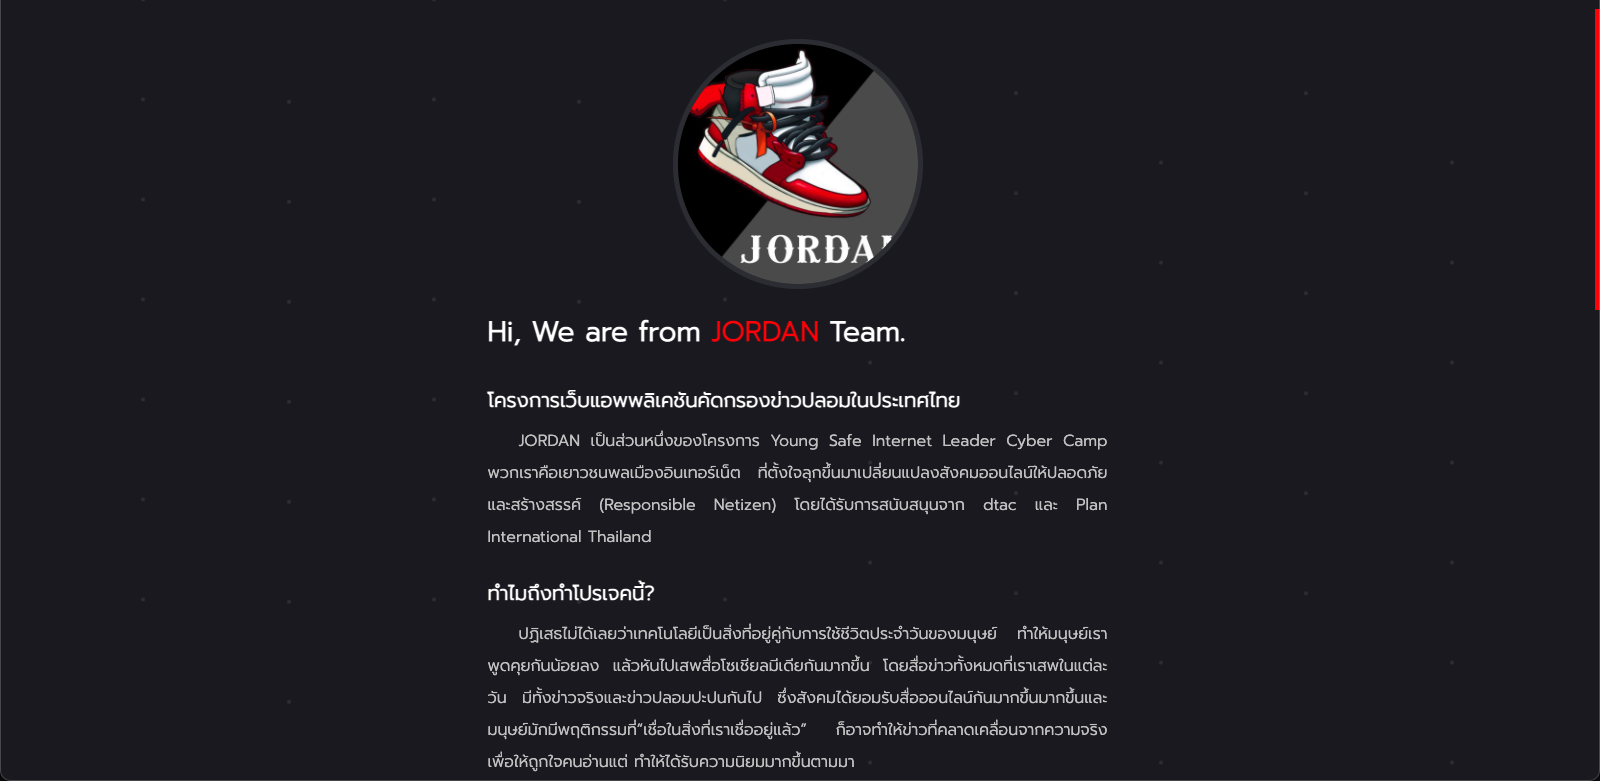 JORDAN
Hi, We are from JORDAN Team.
โครงการเว็บแอพพลิเคชันคัดกรองข่าวปลอมในประเทศไทย
JORDAN เป็นส่วนหนึ่งของโครงการ Young Safe Internet Leader Cyber Camp
พวกเราคือเยาวชนพลเมืองอินเทอร์เน็ต ที่ตั้งใจลุกขึ้นมาเปลี่ยนแปลงสังคมออนไลน์ให้ปลอดภัย
และสร้างสรรค์ (Responsible Netizen) โดยได้รับการสนับสนุนจาก dtac และ Plan
International Thailand
ทำไมถึงทำโปรเจคนี้?
ปฏิเสธไม่ได้เลยว่าเทคโนโลยีเป็นสิ่งที่อยู่คู่กับการใช้ชีวิตประจำวันของมนุษย์ ทำให้มนุษย์เรา
พูดคุยกันน้อยลง แล้วหันไปเสพสื่อโซเชียลมีเดียกันมากขึ้น โดยสื่อข่าวทั้งหมดที่เราเสพในแต่ละ
วัน มีทั้งข่าวจริงและข่าวปลอมปะปนกันไป ซึ่งสังคมได้ยอมรับสื่อออนไลน์กันมากขึ้นมากขึ้นและ
มนุษย์มักมีพฤติกรรมที่“เชื่อในสิ่งที่เราเชื่ออยู่แล้ว” ก็อาจทำให้ข่าวที่คลาดเคลื่อนจากความจริง
เพื่อให้ถูกใจคนอ่านแต่ ทำให้ได้รับความนิยมมากขึ้นตามมา